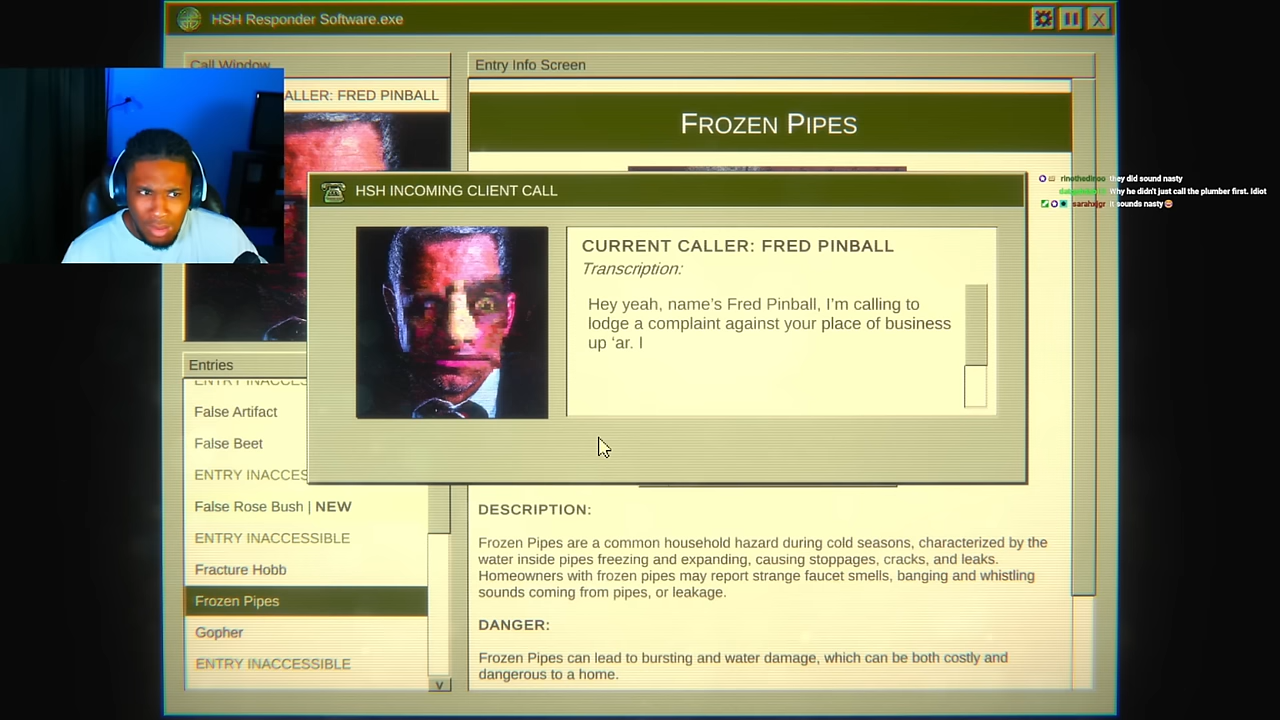 HSH Responder Software.exe
X
Call Window
Entry Info Screen
ALLER: FRED PINBALL
FROZEN PIPES
HSH INCOMING CLIENT CALL
CURRENT CALLER: FRED PINBALL
Transcription:
Hey yeah, name's Fred Pinball, I'm calling to
lodge a complaint against your place of business
up 'ar. I
they did sound nasty
Why he didn't just call the plumber first. Idiot
sarahxjgr it sounds nasty
Entries
ENTRY INACCES
False Artifact
False Beet
ENTRY INACCES
False Rose Bush | NEW
ENTRY INACCESSIBLE
Fracture Hobb
Frozen Pipes
Gopher
ENTRY INACCESSIBLE
V
DESCRIPTION:
Frozen Pipes are a common household hazard during cold seasons, characterized by the
water inside pipes freezing and expanding, causing stoppages, cracks, and leaks.
Homeowners with frozen pipes may report strange faucet smells, banging and whistling
sounds coming from pipes, or leakage.
DANGER:
Frozen Pipes can lead to bursting and water damage, which can be both costly and
dangerous to a home.